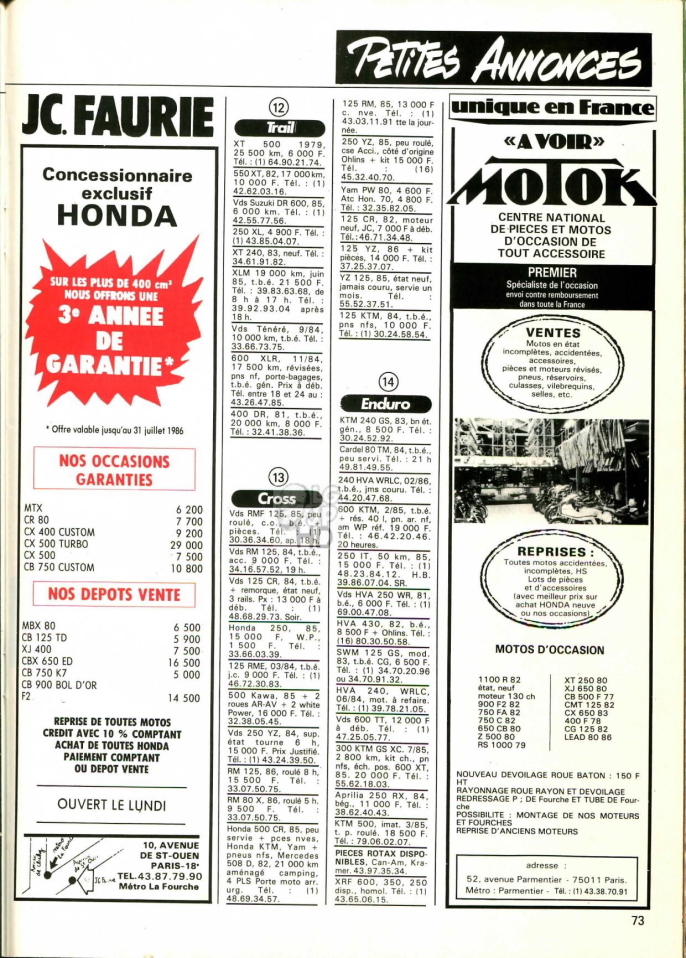 PETITES ANNONCES
JC. FAURIE
Concessionnaire
exclusif
HONDA
SUR LES PLUS DE 400 cm³
NOUS OFFRONS UNE
3e ANNEE
DE
GARANTIE*
* Offre valable jusqu'au 31 juillet 1986
NOS OCCASIONS
GARANTIES
MTX 6 200
CR 80 7 700
CX 400 CUSTOM 9 200
CX 500 TURBO 29 000
CX 500 7 500
CB 750 CUSTOM 10 800
NOS DEPOTS VENTE
MBX 80 6 500
CB 125 TD 5 900
XJ 400 7 500
CBX 650 ED 16 500
CB 750 K7 5 000
CB 900 BOL D'OR
F2 14 500
REPRISE DE TOUTES MOTOS
CREDIT AVEC 10 % COMPTANT
ACHAT DE TOUTES HONDA
PAIEMENT COMPTANT
OU DEPOT VENTE
OUVERT LE LUNDI
10, AVENUE
DE ST-OUEN
PARIS-18e
TEL.43.87.79.90
Métro La Fourche
12
Trail
XT 500 1979,
25 500 km, 6 000 F.
Tél. : (1) 64.90.21.74.
550 XT, 82, 17 000 km,
10 000 F. Tél. : (1)
42.62.03.16.
Vds Suzuki DR 600, 85,
6 000 km. Tél. : (1)
42.55.77.56.
250 XL, 4 900 F. Tél. :
(1) 43.85.04.07.
XT 240, 83, neuf. Tél. :
34.61.91.82.
XLM 19 000 km, juin
85, t.b.é. 21 500 F.
Tél. : 39.83.63.68, de
8 h à 17 h. Tél. :
39.92.93.04 après
18 h.
Vds Ténéré, 9/84,
10 000 km, t.b.é. Tél. :
33.66.73.75.
600 XLR, 11/84,
17 500 km, révisées,
pns nf, porte-bagages,
t.b.é. gén. Prix à déb.
Tél. entre 18 et 24 au :
43.26.47.85.
400 DR, 81, t.b.é.,
20 000 km, 8 000 F.
Tél. : 32.41.38.36.
13
Cross
Vds RMF 125, 85, peu
roulé, c.o.,
pièces. Tél. :
30.36.34.60, ap. 18 h.
Vds RM 125, 84, t.b.é.,
acc. 9 000 F. Tél. :
34.16.57.52, 19 h.
Vds 125 CR, 84, t.b.é.
+ remorque, état neuf,
3 rails. Px : 13 000 F à
déb. Tél. : (1)
48.68.29.73. Soir.
Honda 250, 85,
15 000 F, W.P.,
1 500 F. Tél. :
33.66.03.39.
125 RME, 03/84, t.b.é.
j.c. 9 000 F. Tél. : (1)
46.72.30.83.
500 Kawa, 85 + 2
roues AR-AV + 2 white
Power, 16 000 F. Tél. :
32.38.05.45.
Vds 250 YZ, 84, sup.
état tourne 6 h,
15 000 F. Prix Justifié.
Tél. : (1) 43.24.39.50.
RM 125, 86, roulé 8 h,
15 500 F. Tél. :
33.07.50.75.
RM 80 X, 86, roulé 5 h,
9 500 F. Tél. :
33.07.50.75.
Honda 500 CR, 85, peu
servie + pces nves,
Honda KTM, Yam +
pneus nfs, Mercedes
508 D, 82, 21 000 km
aménagé camping,
4 PLS Porte moto arr.
urg. Tél. : (1)
48.69.34.57.
125 RM, 85, 13 000 F
c. nve. Tél. : (1)
43.03.11.91 tte la jour-
née.
250 YZ, 85, peu roulé,
cse Acci., côté d'origine
Ohlins + kit 15 000 F.
Tél. : (16)
45.32.40.70.
Yam PW 80, 4 600 F.
Atc Hon. 70, 4 800 F.
Tél. : 32.35.82.05.
125 CR, 82, moteur
neuf, JC, 7 000 F à déb.
Tél.:46.71.34.48.
125 YZ, 86 + kit
pièces, 14 000 F. Tél. :
37.25.37.07.
YZ 125, 85, état neuf,
jamais couru, servie un
mois. Tél. :
55.52.37.51.
125 KTM, 84, t.b.é.,
pns nfs, 10 000 F.
Tél. : (1) 30.24.58.54.
14
Enduro
KTM 240 GS, 83, bn ét.
gén., 8 500 F. Tél. :
30.24.52.92.
Cardel 80 TM, 84, t.b.é.,
peu servi. Tél. : 21 h
49.81.49.55.
240 HVA WRLC, 02/86,
t.b.é., jms couru. Tél. :
44.20.47.68.
600 KTM, 2/85, t.b.é.
+ rés. 40 l, pn. ar. nf,
am WP réf. 19 000 F.
Tél. : 46.42.20.46.
20 heures.
250 IT, 50 km, 85,
15 000 F. Tél. : (1)
48.23.84.12. H.B.
39.86.07.04. SR.
Vds HVA 250 WR, 81,
b.é., 6 000 F. Tél. : (1)
69.00.47.08.
HVA 430, 82, b.é.,
8 500 F + Ohlins. Tél. :
(16) 80.30.50.58.
SWM 125 GS, mod.
83, t.b.é. CG, 6 500 F.
Tél. : (1) 34.70.20.96
ou 34.70.91.32.
HVA 240, WRLC,
06/84, mot. a refaire.
Tél. : (1) 39.78.21.05.
Vds 600 TT, 12 000 F
à déb. Tél. : (1)
47.25.05.77.
300 KTM GS XC. 7/85,
2 800 km, kit ch., pn
nfs, éch. pos. 600 XT,
85. 20 000 F. Tél. :
55.62.18.03.
Aprilia 250 RX, 84,
bég., 11 000 F. Tél. :
38.62.40.43.
KTM 500, imat. 3/85,
t. p. roulé. 18 500 F.
Tél. : 79.06.02.07.
PIECES ROTAX DISPO-
NIBLES, Can-Am, Kra-
mer. 43.97.35.34.
XRF 600, 350, 250
disp., homol. Tél. : (1)
43.65.06.15.
unique en France
«A VOIR»
MOTOK
CENTRE NATIONAL
DE PIECES ET MOTOS
D'OCCASION DE
TOUT ACCESSOIRE
PREMIER
Spécialiste de l'occasion
envoi contre remboursement
dans toute la France
VENTES
Motos en état
incomplètes, accidentées,
accessoires,
pièces et moteurs révisés,
pneus, réservoirs,
culasses, vilebrequins,
selles, etc.
REPRISES :
Toutes motos accidentées,
incomplètes, HS
Lots de pièces
et d'accessoires
(avec meilleur prix sur
achat HONDA neuve
ou nos occasions).
MOTOS D'OCCASION
1100 R 82
état, neuf
moteur 130 ch
900 F2 82
750 FA 82
750 C 82
650 CB 80
Z 500 80
RS 1000 79
XT 250 80
XJ 650 80
CB 500 F 77
CMT 125 82
CX 650 83
400 F 78
CG 125 82
LEAD 80 86
NOUVEAU DEVOILAGE ROUE BATON : 150 F
HT
RAYONNAGE ROUE RAYON ET DEVOILAGE
REDRESSAGE P ; DE Fourche ET TUBE DE Four-
che
POSSIBILITE : MONTAGE DE NOS MOTEURS
ET FOURCHES
REPRISE D'ANCIENS MOTEURS
adresse :
52, avenue Parmentier - 75011 Paris.
Métro : Parmentier - Tél. : (1) 43.38.70.91
73